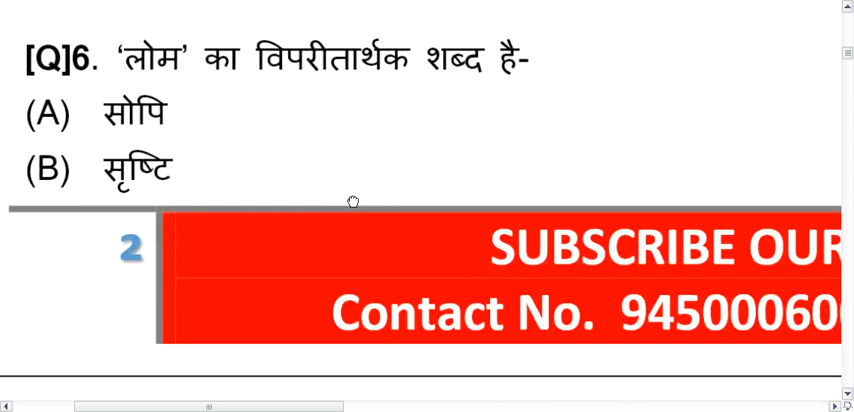 [Q]6. ‘लोम’ का विपरीतार्थक शब्द है-
(A) सोपि
(B) सृष्टि
2
SUBSCRIBE OUR
Contact No. 94500060